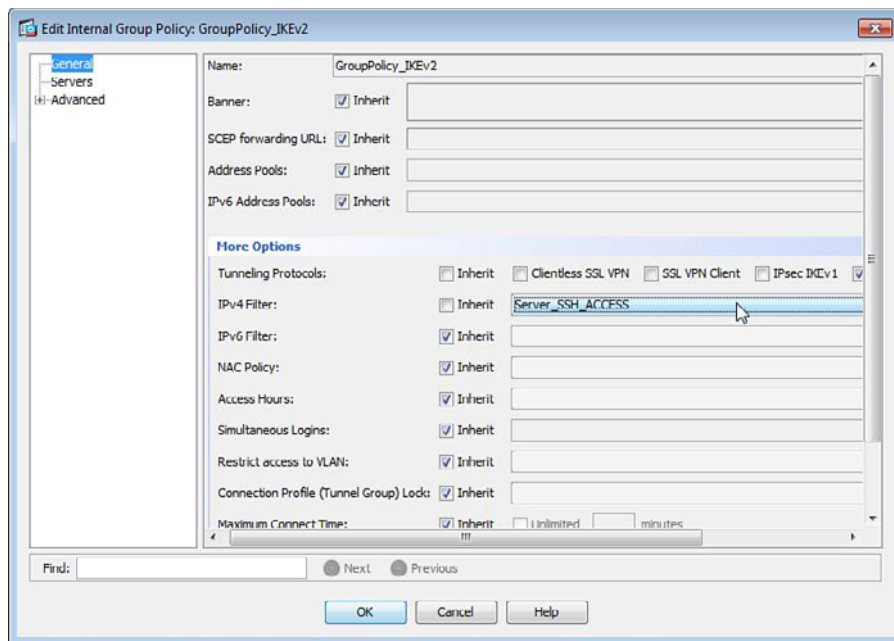 Edit Internal Group Policy: GroupPolicy_IKEv2
General
Servers
Advanced
Name: GroupPolicy_IKEv2
Banner: Inherit
SCEP forwarding URL: Inherit
Address Pools: Inherit
IPv6 Address Pools: Inherit
More Options
Tunneling Protocols: Inherit Clientless SSL VPN SSL VPN Client IPsec IKEv1
IPv4 Filter: Inherit Server_SSH_ACCESS
IPv6 Filter: Inherit
NAC Policy: Inherit
Access Hours: Inherit
Simultaneous Logins: Inherit
Restrict access to VLAN: Inherit
Connection Profile (Tunnel Group) Lock: Inherit
Maximum Connect Time: Inherit Unlimited minutes
Find: Next Previous
OK Cancel Help